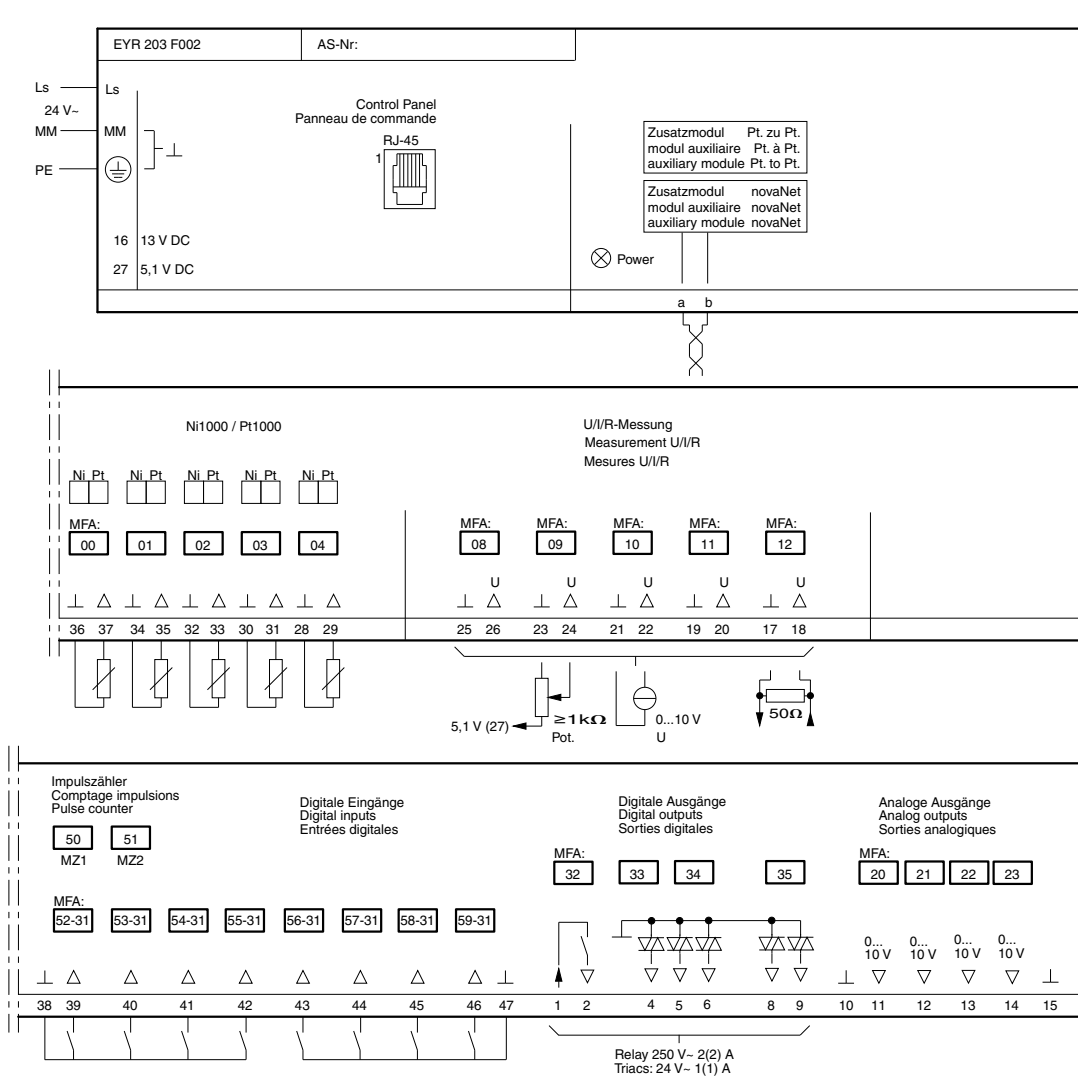 EYR 203 F002 AS-Nr:
Ls Ls
24 V~
MM MM
PE
Control Panel
Panneau de commande
RJ-45
1
Zusatzmodul Pt. zu Pt.
modul auxiliaire Pt. à Pt.
auxiliary module Pt. to Pt.
Zusatzmodul novaNet
modul auxiliaire novaNet
auxiliary module novaNet
16 13 V DC
27 5,1 V DC
Power
a b
Ni1000 / Pt1000
U/I/R-Messung
Measurement U/I/R
Mesures U/I/R
Ni Pt Ni Pt Ni Pt Ni Pt Ni Pt
MFA: MFA: MFA: MFA: MFA: MFA:
00 01 02 03 04 08 09 10 11 12
U U U U U
36 37 34 35 32 33 30 31 28 29 25 26 23 24 21 22 19 20 17 18
5,1 V (27)
≥1kΩ
Pot.
0...10 V
U
50Ω
Impulszähler
Comptage impulsions
Pulse counter
50 51
MZ1 MZ2
Digitale Eingänge
Digital inputs
Entrées digitales
Digitale Ausgänge
Digital outputs
Sorties digitales
Analoge Ausgänge
Analog outputs
Sorties analogiques
MFA: MFA:
32 33 34 35 20 21 22 23
MFA:
52-31 53-31 54-31 55-31 56-31 57-31 58-31 59-31
0... 0... 0... 0...
10 V 10 V 10 V 10 V
38 39 40 41 42 43 44 45 46 47 1 2 4 5 6 8 9 10 11 12 13 14 15
Relay 250 V~ 2(2) A
Triacs: 24 V~ 1(1) A